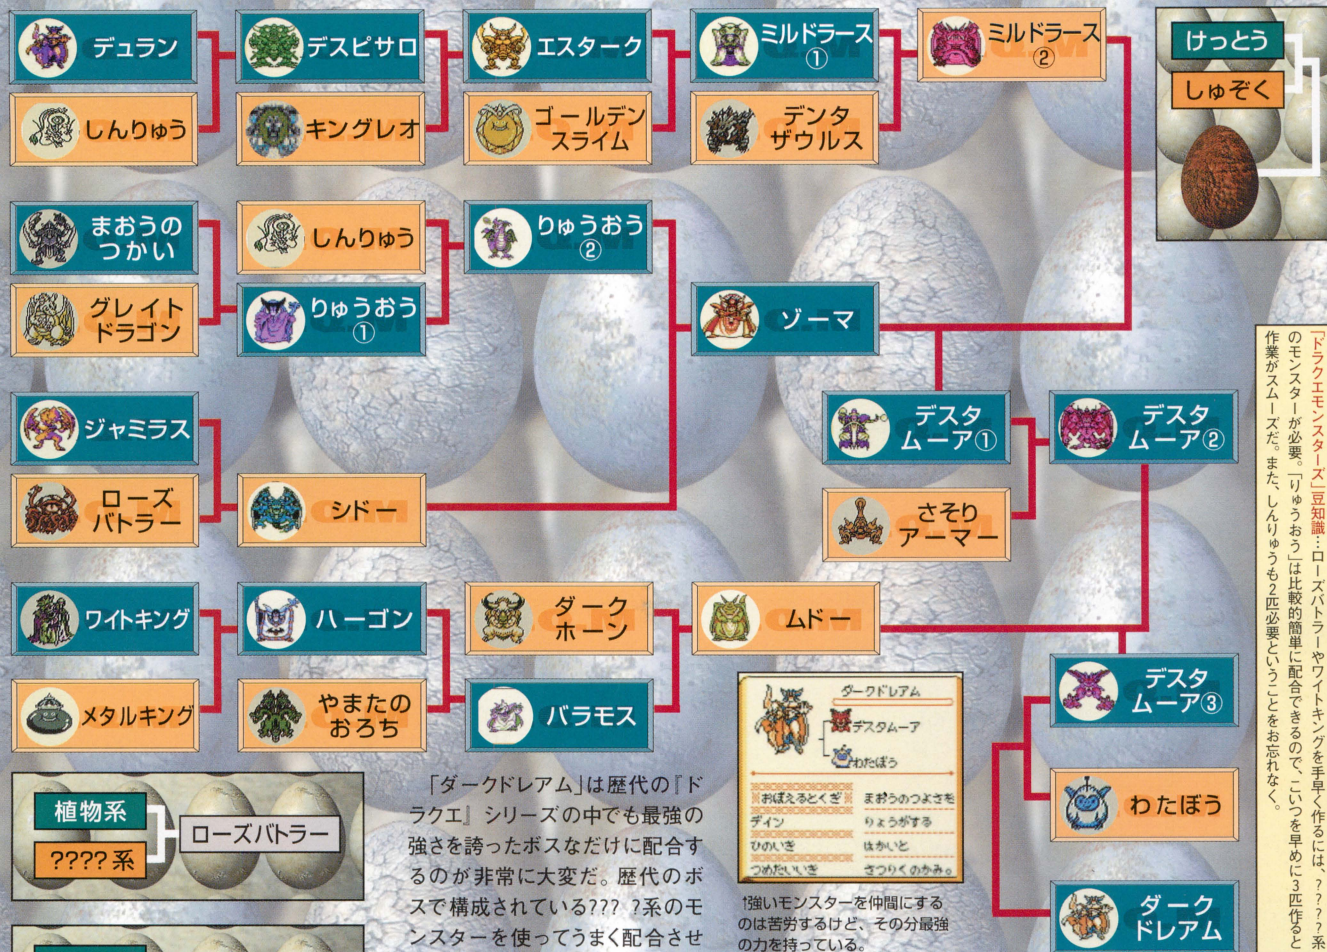 デュラン
しんりゅう
デスピサロ
キングレオ
エスターク
ゴールデン
スライム
ミルドラース
①
デンタ
ザウルス
ミルドラース
②
けっとう
しゅぞく
まおうの
つかい
グレイト
ドラゴン
しんりゅう
りゅうおう
①
りゅうおう
②
ゾーマ
ジャミラス
ローズ
バトラー
シドー
デスタ
ムーア①
さそり
アーマー
デスタ
ムーア②
ワイトキング
メタルキング
ハーゴン
やまたの
おろち
ダーク
ホーン
バラモス
ムドー
デスタ
ムーア③
わたぼう
ダーク
ドレアム
植物系
????系
ローズバトラー
「ダークドレアム」は歴代の『ド
ラクエ』シリーズの中でも最強の
強さを誇ったボスなだけに配合す
るのが非常に大変だ。歴代のボ
スで構成されている????系のモ
ンスターを使ってうまく配合させ
ダークドレアム
デスタムーア
わたぼう
おぼえるとくぎ
デイン
ひのいき
つめたいいき
まおうのつよさを
りょうがする
はかいと
さつりくのかみ。
↑強いモンスターを仲間にする
のは苦労するけど、その分最強
の力を持っている。
「ドラクエモンスターズ」豆知識…ローズバトラーやワイトキングを手早く作るには、????系
のモンスターが必要。「りゅうおう」は比較的簡単に配合できるので、こいつを早めに3匹作ると
作業がスムーズだ。また、しんりゅうも2匹必要ということをお忘れなく。